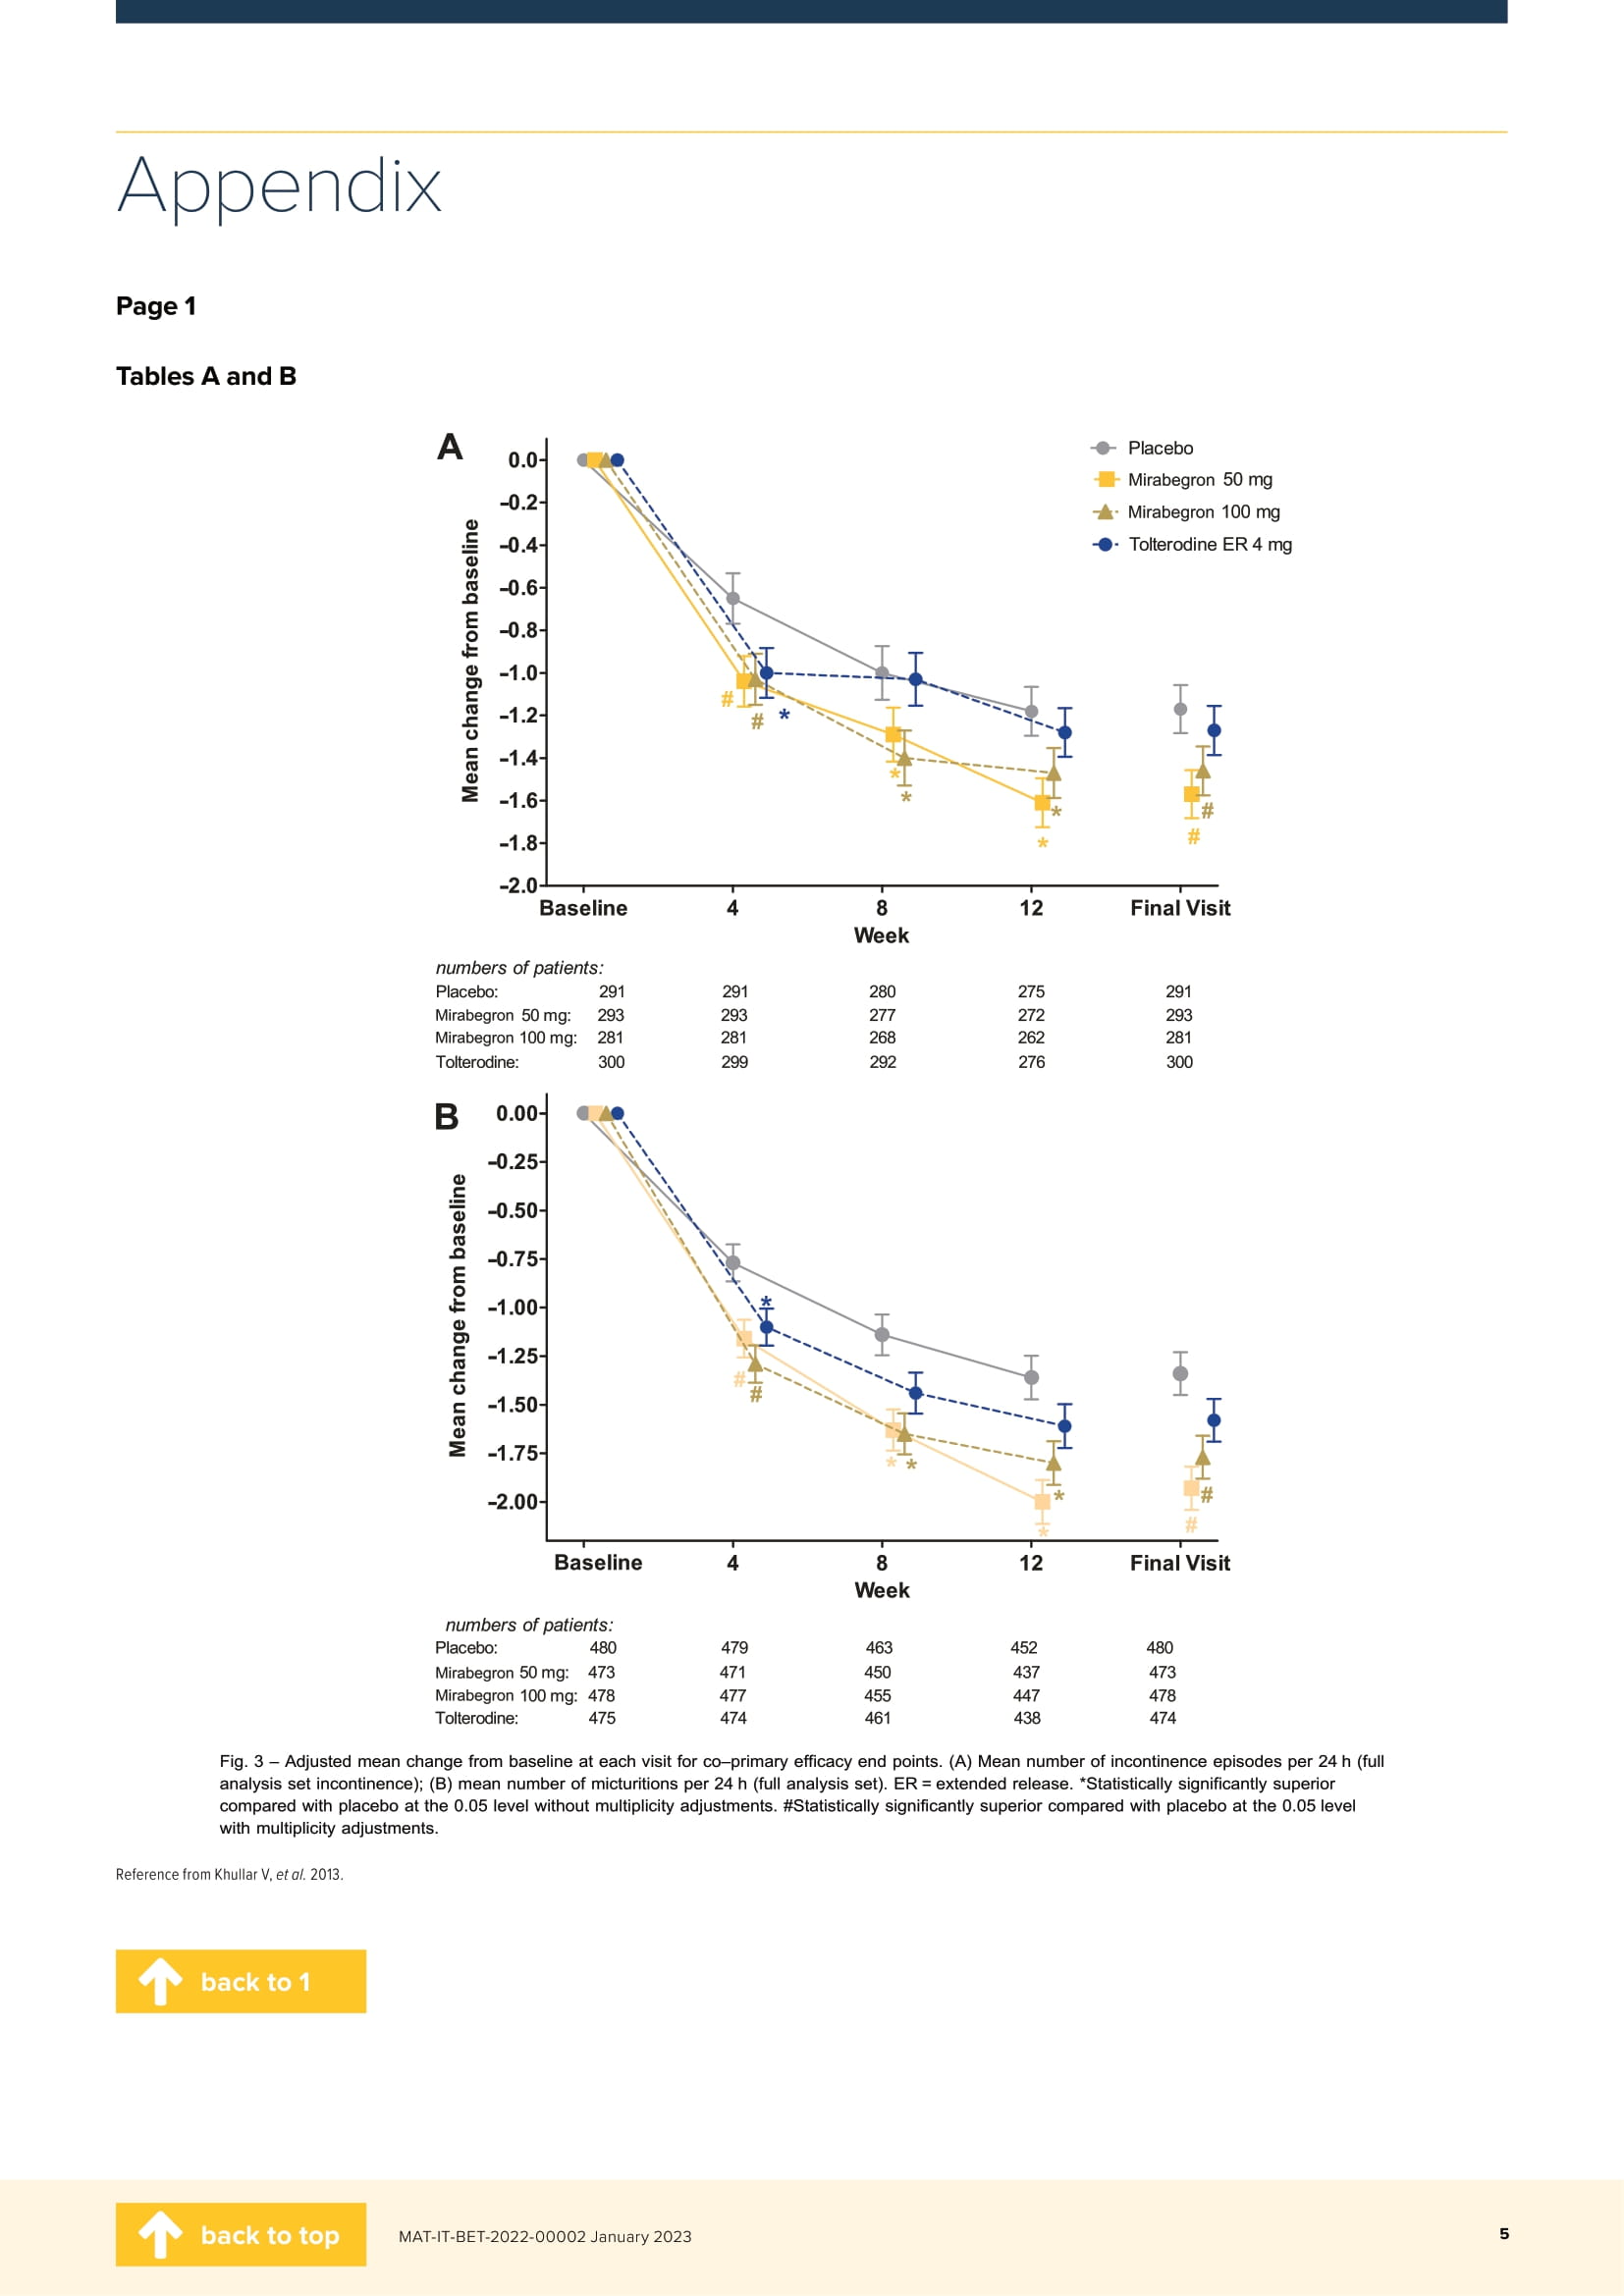 Appendix
Page 1
Tables A and B
A
Placebo
Mirabegron 50 mg
Mirabegron 100 mg
Tolterodine ER 4 mg
Mean change from baseline
0.0
–0.2
–0.4
–0.6
–0.8
–1.0
–1.2
–1.4
–1.6
–1.8
–2.0
# # *
* *
* *
# #
Baseline 4 8 12 Final Visit
Week
numbers of patients:
Placebo: 291 291 280 275 291
Mirabegron 50 mg: 293 293 277 272 293
Mirabegron 100 mg: 281 281 268 262 281
Tolterodine: 300 299 292 276 300
B
Mean change from baseline
0.00
–0.25
–0.50
–0.75
–1.00
–1.25
–1.50
–1.75
–2.00
*
# #
* *
* *
# #
Baseline 4 8 12 Final Visit
Week
numbers of patients:
Placebo: 480 479 463 452 480
Mirabegron 50 mg: 473 471 450 437 473
Mirabegron 100 mg: 478 477 455 447 478
Tolterodine: 475 474 461 438 474
Fig. 3 – Adjusted mean change from baseline at each visit for co–primary efficacy end points. (A) Mean number of incontinence episodes per 24 h (full
analysis set incontinence); (B) mean number of micturitions per 24 h (full analysis set). ER = extended release. *Statistically significantly superior
compared with placebo at the 0.05 level without multiplicity adjustments. #Statistically significantly superior compared with placebo at the 0.05 level
with multiplicity adjustments.
Reference from Khullar V, et al. 2013.
back to 1
back to top
MAT-IT-BET-2022-00002 January 2023
5